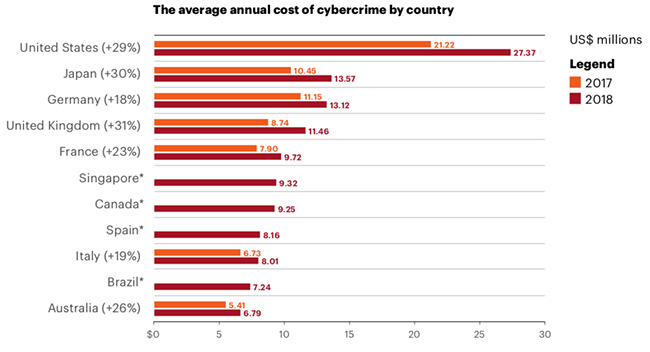 The average annual cost of cybercrime by country
US$ millions
Legend
2017
2018
United States (+29%)
21.22
27.37
Japan (+30%)
10.45
13.57
Germany (+18%)
11.15
13.12
United Kingdom (+31%)
8.74
11.46
France (+23%)
7.90
9.72
Singapore*
9.32
Canada*
9.25
Spain*
8.16
Italy (+19%)
6.73
8.01
Brazil*
7.24
Australia (+26%)
5.41
6.79
$0 5 10 15 20 25 30